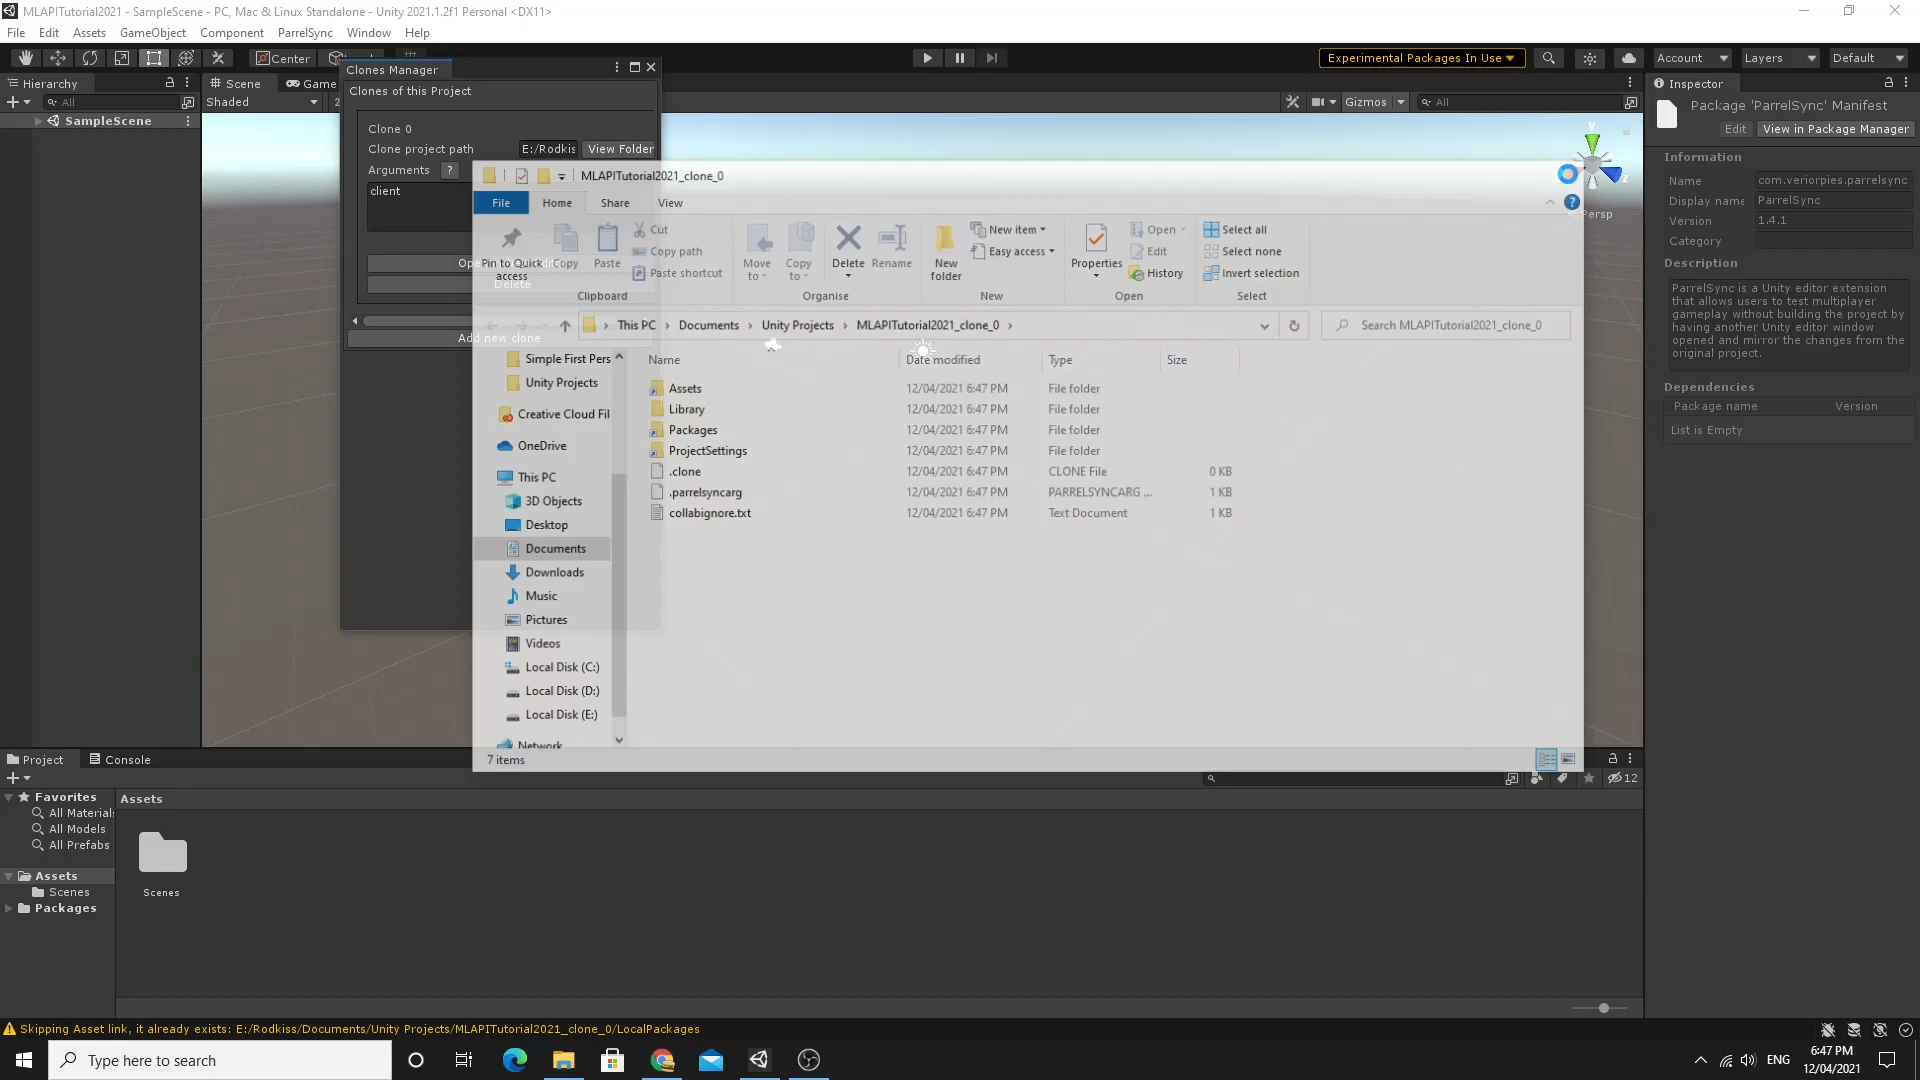 MLAPITutorial2021 - SampleScene - PC, Mac & Linux Standalone - Unity 2021.1.2f1 Personal <DX11>
File Edit Assets GameObject Component ParrelSync Window Help
Center
Experimental Packages In Use
Account Layers Default
Hierarchy
All
SampleScene
Scene Game
Shaded
2
Gizmos
All
Persp
Clones Manager
Clones of this Project
Clone 0
Clone project path E:/Rodkis View Folder
Arguments ?
client
Delete
Add new clone
MLAPITutorial2021_clone_0
File Home Share View
Pin to Quick access
Copy
Paste
Cut
Copy path
Paste shortcut
Clipboard
Move to
Copy to
Delete
Rename
Organise
New folder
New item
Easy access
New
Properties
Open
Edit
History
Open
Select all
Select none
Invert selection
Select
This PC > Documents > Unity Projects > MLAPITutorial2021_clone_0 >
Search MLAPITutorial2021_clone_0
Simple First Pers
Unity Projects
Creative Cloud Fil
OneDrive
This PC
3D Objects
Desktop
Documents
Downloads
Music
Pictures
Videos
Local Disk (C:)
Local Disk (D:)
Local Disk (E:)
Network
Name Date modified Type Size
Assets 12/04/2021 6:47 PM File folder
Library 12/04/2021 6:47 PM File folder
Packages 12/04/2021 6:47 PM File folder
ProjectSettings 12/04/2021 6:47 PM File folder
.clone 12/04/2021 6:47 PM CLONE File 0 KB
.parrelsyncarg 12/04/2021 6:47 PM PARRELSYNCARG ... 1 KB
collabignore.txt 12/04/2021 6:47 PM Text Document 1 KB
7 items
Inspector
Package 'ParrelSync' Manifest
Edit View in Package Manager
Information
Name com.veriorpies.parrelsync
Display name ParrelSync
Version 1.4.1
Category
Description
ParrelSync is a Unity editor extension
that allows users to test multiplayer
gameplay without building the project by
having another Unity editor window
opened and mirror the changes from the
original project.
Dependencies
Package name Version
List is Empty
Project Console
12
Favorites
All Material
All Models
All Prefabs
Assets
Scenes
Packages
Assets
Scenes
Skipping Asset link, it already exists: E:/Rodkiss/Documents/Unity Projects/MLAPITutorial2021_clone_0/LocalPackages
Type here to search
ENG
6:47 PM
12/04/2021